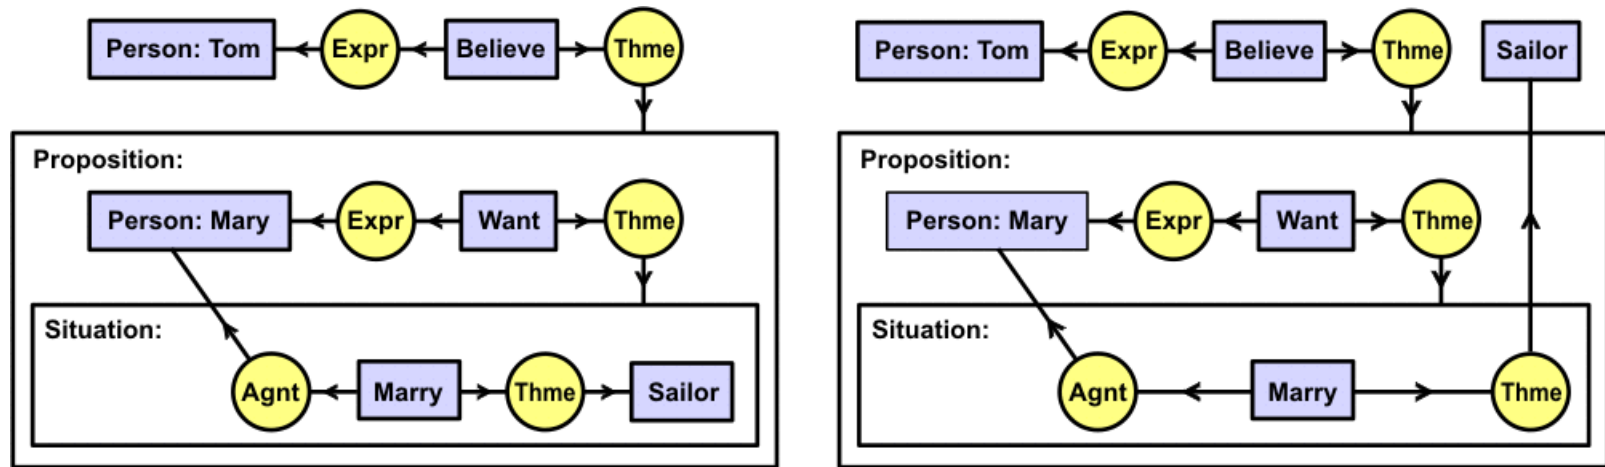 Person: Tom Expr Believe Thme
Proposition:
Person: Mary Expr Want Thme
Situation:
Agnt Marry Thme Sailor
Person: Tom Expr Believe Thme Sailor
Proposition:
Person: Mary Expr Want Thme
Situation:
Agnt Marry Thme